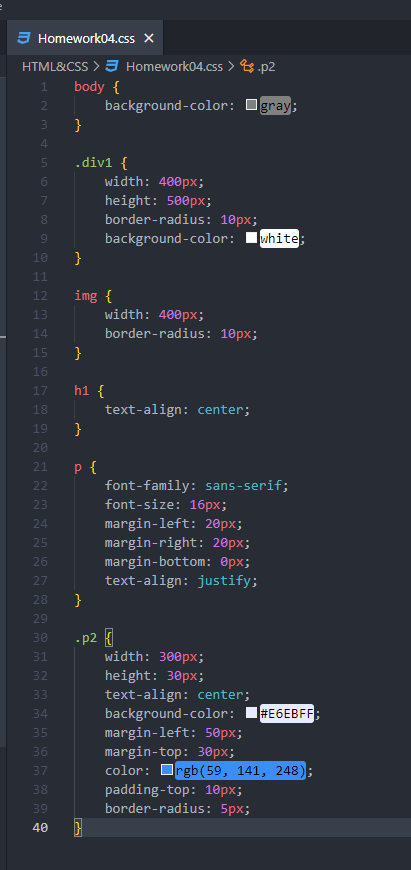 e
Homework04.css ×
HTML&CSS > Homework04.css > .p2
1 body {
2 background-color: gray;
3 }
4
5 .div1 {
6 width: 400px;
7 height: 500px;
8 border-radius: 10px;
9 background-color: white;
10 }
11
12 img {
13 width: 400px;
14 border-radius: 10px;
15 }
16
17 h1 {
18 text-align: center;
19 }
20
21 p {
22 font-family: sans-serif;
23 font-size: 16px;
24 margin-left: 20px;
25 margin-right: 20px;
26 margin-bottom: 0px;
27 text-align: justify;
28 }
29
30 .p2 {
31 width: 300px;
32 height: 30px;
33 text-align: center;
34 background-color: #E6EBFF;
35 margin-left: 50px;
36 margin-top: 30px;
37 color: rgb(59, 141, 248);
38 padding-top: 10px;
39 border-radius: 5px;
40 }